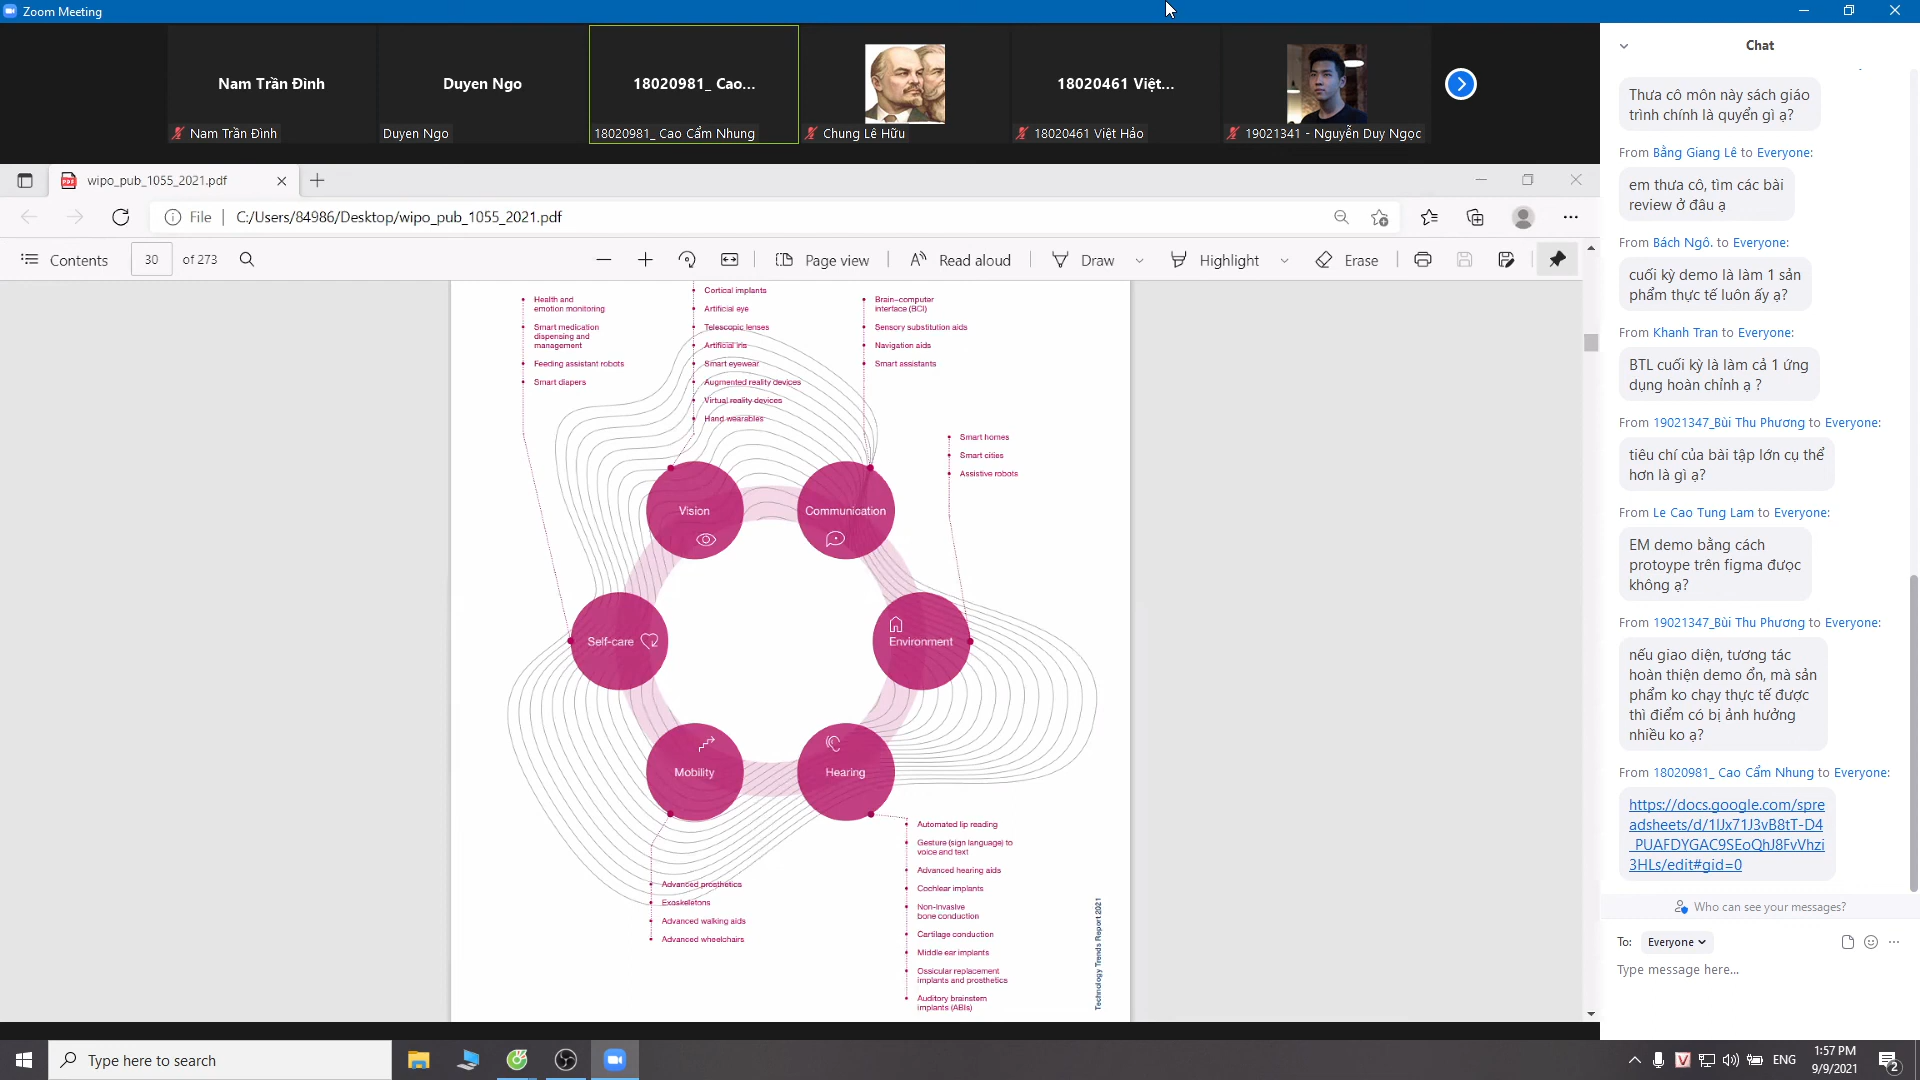 Zoom Meeting
Nam Trần Đình
Duyen Ngo
18020981_ Cao...
18020461 Việt...
Nam Trần Đình
Duyen Ngo
18020981_ Cao Cẩm Nhung
Chung Lê Hữu
18020461 Việt Hảo
19021341 - Nguyễn Duy Ngọc
wipo_pub_1055_2021.pdf
File
C:/Users/84986/Desktop/wipo_pub_1055_2021.pdf
Contents
30
of 273
Page view
Read aloud
Draw
Highlight
Erase
Health and
emotion monitoring
Smart medication
dispensing and
management
Feeding assistant robots
Smart diapers
Cortical implants
Artificial eye
Telescopic lenses
Artificial iris
Smart eyewear
Augmented reality devices
Virtual reality devices
Hand wearables
Brain–computer
interface (BCI)
Sensory substitution aids
Navigation aids
Smart assistants
Smart homes
Smart cities
Assistive robots
Vision
Communication
Self-care
Environment
Mobility
Hearing
Advanced prosthetics
Exoskeletons
Advanced walking aids
Advanced wheelchairs
Automated lip reading
Gesture (sign language) to
voice and text
Advanced hearing aids
Cochlear implants
Non-invasive
bone conduction
Cartilage conduction
Middle ear implants
Ossicular replacement
implants and prosthetics
Auditory brainstem
implants (ABIs)
Technology Trends Report 2021
Chat
Thưa cô môn này sách giáo
trình chính là quyển gì ạ?
From Bằng Giang Lê to Everyone:
em thưa cô, tìm các bài
review ở đâu ạ
From Bách Ngô. to Everyone:
cuối kỳ demo là làm 1 sản
phẩm thực tế luôn ấy ạ?
From Khanh Tran to Everyone:
BTL cuối kỳ là làm cả 1 ứng
dụng hoàn chỉnh ạ ?
From 19021347_Bùi Thu Phương to Everyone:
tiêu chí của bài tập lớn cụ thể
hơn là gì ạ?
From Le Cao Tung Lam to Everyone:
EM demo bằng cách
protoype trên figma được
không ạ?
From 19021347_Bùi Thu Phương to Everyone:
nếu giao diện, tương tác
hoàn thiện demo ổn, mà sản
phẩm ko chạy thực tế được
thì điểm có bị ảnh hưởng
nhiều ko ạ?
From 18020981_ Cao Cẩm Nhung to Everyone:
https://docs.google.com/spre
adsheets/d/1IJx71J3vB8tT-D4
_PUAFDYGAC9SEoQhJ8FvVhzi
3HLs/edit#gid=0
Who can see your messages?
To:
Everyone
Type message here...
Type here to search
V
ENG
1:57 PM
9/9/2021
2